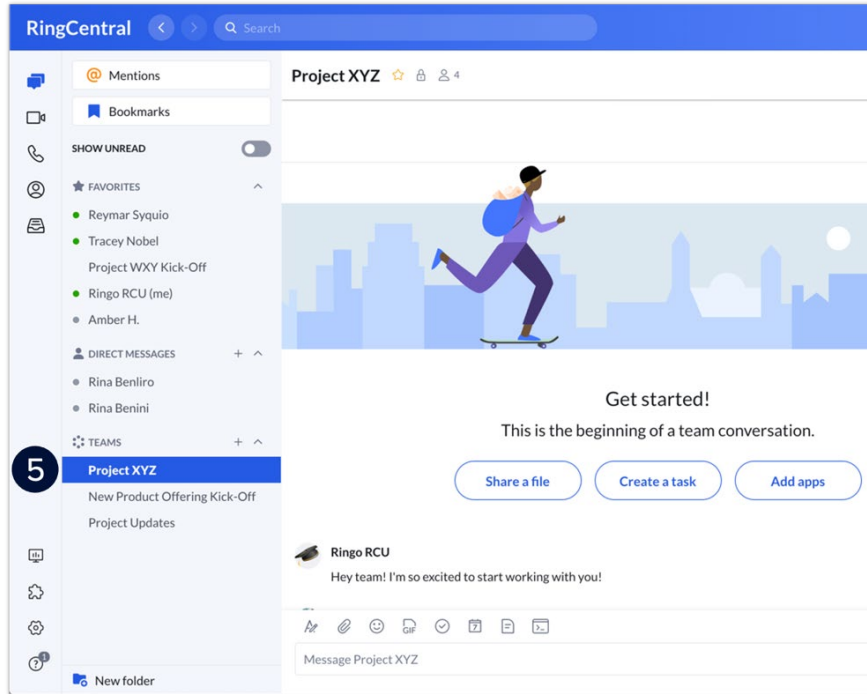 RingCentral
Search
Mentions
Bookmarks
SHOW UNREAD
FAVORITES
Reymar Syquio
Tracey Nobel
Project WXY Kick-Off
Ringo RCU (me)
Amber H.
DIRECT MESSAGES
Rina Benliro
Rina Benini
TEAMS
5
Project XYZ
New Product Offering Kick-Off
Project Updates
1
New folder
Project XYZ 4
Get started!
This is the beginning of a team conversation.
Share a file Create a task Add apps
Ringo RCU
Hey team! I'm so excited to start working with you!
GIF 7
Message Project XYZ